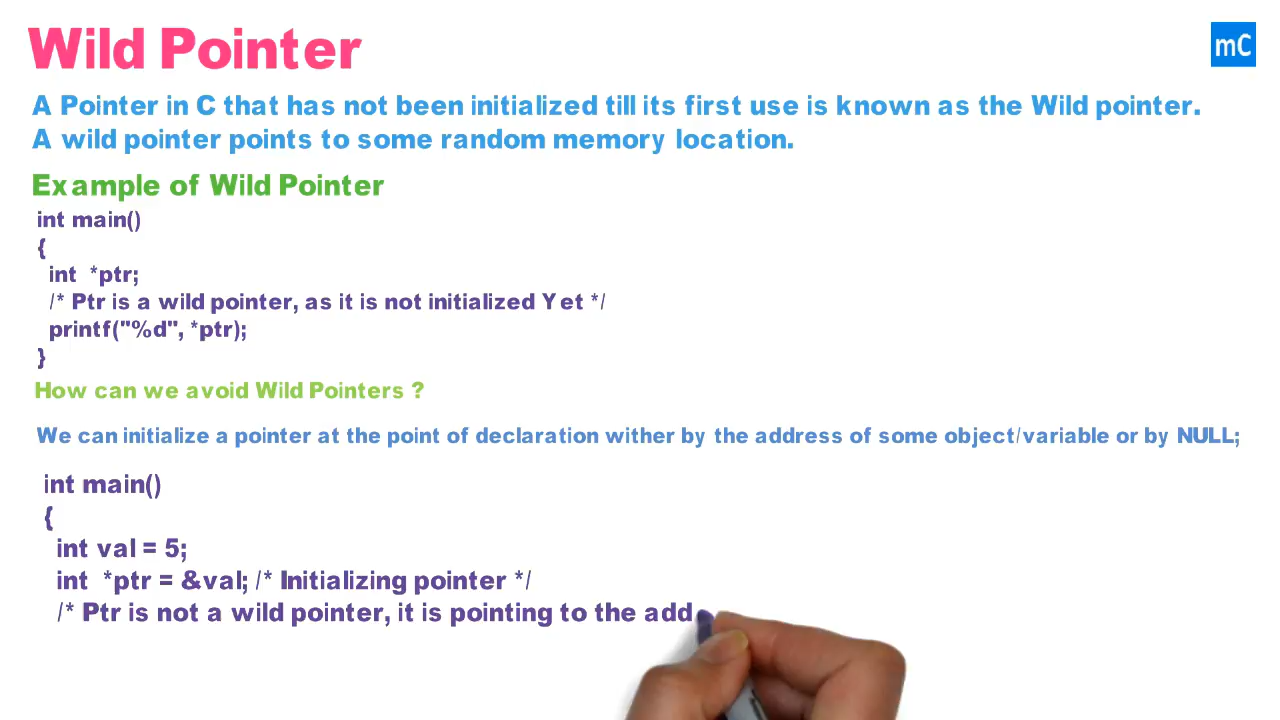 Wild Pointer
mC
A Pointer in C that has not been initialized till its first use is known as the Wild pointer.
A wild pointer points to some random memory location.
Example of Wild Pointer
int main()
{
int *ptr;
/* Ptr is a wild pointer, as it is not initialized Yet */
printf("%d", *ptr);
}
How can we avoid Wild Pointers ?
We can initialize a pointer at the point of declaration wither by the address of some object/variable or by NULL;
int main()
{
int val = 5;
int *ptr = &val; /* Initializing pointer */
/* Ptr is not a wild pointer, it is pointing to the add